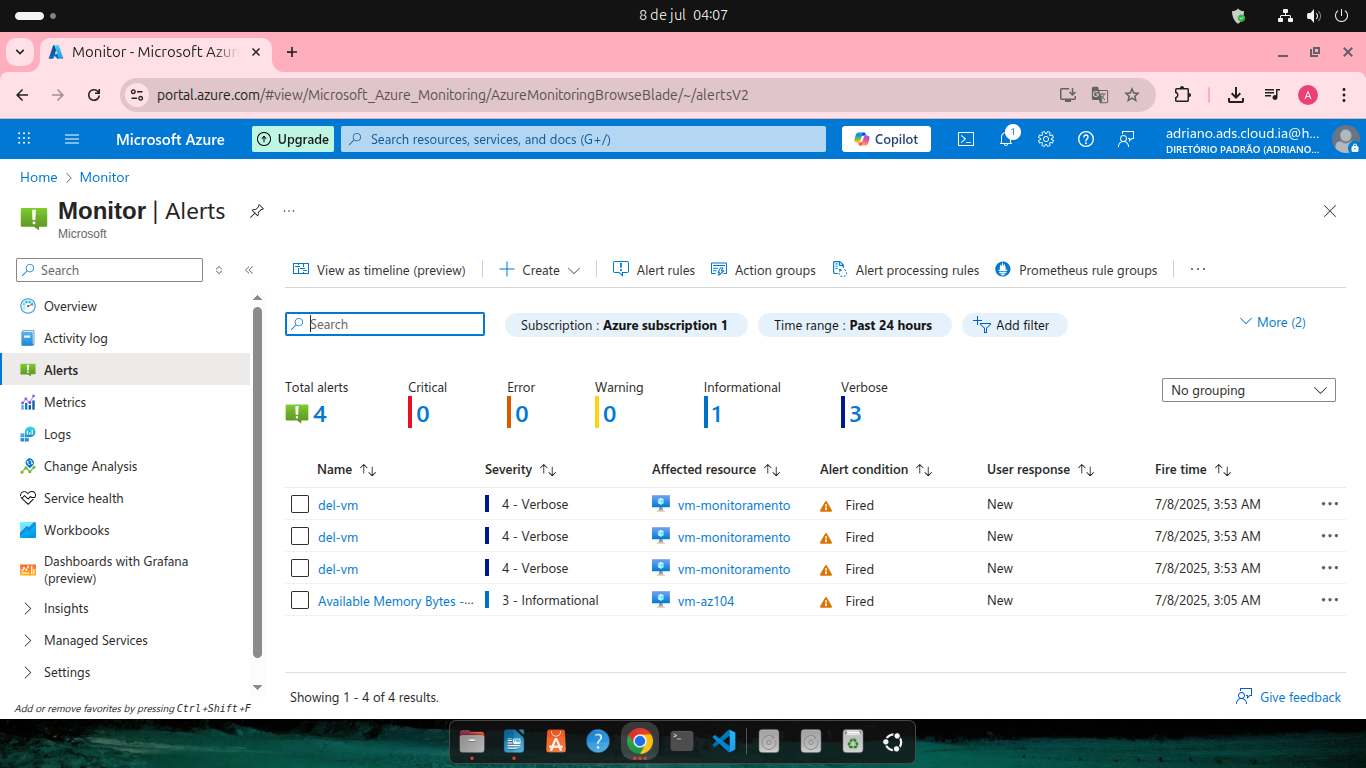 8 de jul 04:07
Monitor - Microsoft Azur
portal.azure.com/#view/Microsoft_Azure_Monitoring/AzureMonitoringBrowseBlade/~/alertsV2
A
Microsoft Azure
Upgrade
Search resources, services, and docs (G+/)
Copilot
1
adriano.ads.cloud.ia@h...
DIRETÓRIO PADRÃO (ADRIANO...
Home > Monitor
Monitor | Alerts
...
Microsoft
Search
View as timeline (preview)
Create
Alert rules
Action groups
Alert processing rules
Prometheus rule groups
...
Overview
Activity log
Alerts
Metrics
Logs
Change Analysis
Service health
Workbooks
Dashboards with Grafana
(preview)
Insights
Managed Services
Settings
Add or remove favorites by pressing Ctrl+Shift+F
Search
Subscription : Azure subscription 1
Time range : Past 24 hours
Add filter
More (2)
Total alerts Critical Error Warning Informational Verbose
4 0 0 0 1 3
No grouping
Name Severity Affected resource Alert condition User response Fire time
del-vm 4 - Verbose vm-monitoramento Fired New 7/8/2025, 3:53 AM
del-vm 4 - Verbose vm-monitoramento Fired New 7/8/2025, 3:53 AM
del-vm 4 - Verbose vm-monitoramento Fired New 7/8/2025, 3:53 AM
Available Memory Bytes -... 3 - Informational vm-az104 Fired New 7/8/2025, 3:05 AM
Showing 1 - 4 of 4 results.
Give feedback